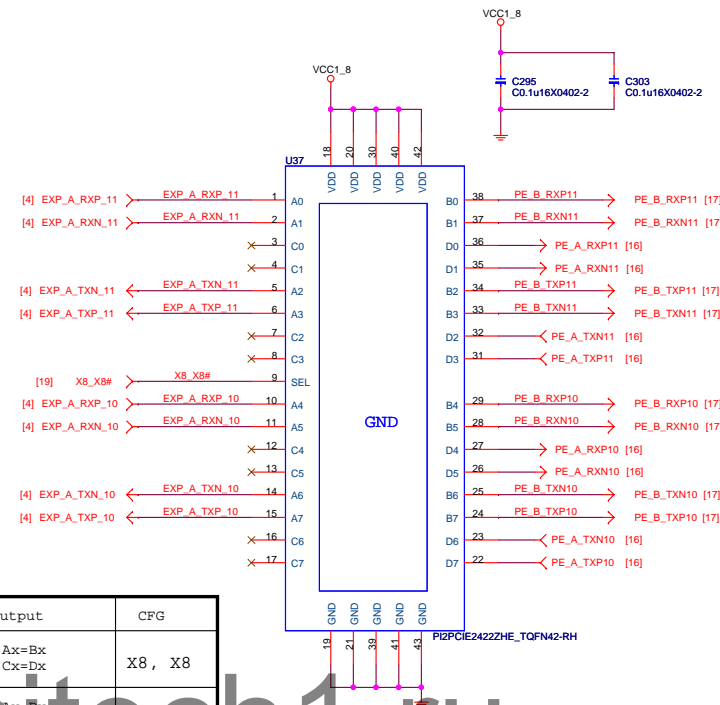 VCC1_8
C295
C0.1u16X0402-2
C303
C0.1u16X0402-2
VCC1_8
18
20
30
40
42
U37
VDD
VDD
VDD
VDD
VDD
[4] EXP_A_RXP_11 EXP_A_RXP_11 1 A0 B0 38 PE_B_RXP11 PE_B_RXP11 [17]
[4] EXP_A_RXN_11 EXP_A_RXN_11 2 A1 B1 37 PE_B_RXN11 PE_B_RXN11 [17
3 C0 D0 36 PE_A_RXP11 [16]
4 C1 D1 35 PE_A_RXN11 [16]
[4] EXP_A_TXN_11 EXP_A_TXN_11 5 A2 B2 34 PE_B_TXP11 PE_B_TXP11 [17]
[4] EXP_A_TXP_11 EXP_A_TXP_11 6 A3 B3 33 PE_B_TXN11 PE_B_TXN11 [17]
7 C2 D2 32 PE_A_TXN11 [16]
8 C3 D3 31 PE_A_TXP11 [16]
[19] X8_X8# X8_X8# 9 SEL
[4] EXP_A_RXP_10 EXP_A_RXP_10 10 A4 B4 29 PE_B_RXP10 PE_B_RXP10 [17]
[4] EXP_A_RXN_10 EXP_A_RXN_10 11 A5 B5 28 PE_B_RXN10 PE_B_RXN10 [17
GND
12 C4 D4 27 PE_A_RXP10 [16]
13 C5 D5 26 PE_A_RXN10 [16]
[4] EXP_A_TXN_10 EXP_A_TXN_10 14 A6 B6 25 PE_B_TXN10 PE_B_TXN10 [17]
[4] EXP_A_TXP_10 EXP_A_TXP_10 15 A7 B7 24 PE_B_TXP10 PE_B_TXP10 [17]
16 C6 D6 23 PE_A_TXN10 [16]
17 C7 D7 22 PE_A_TXP10 [16]
GND
GND
GND
GND
GND
PI2PCIE2422ZHE_TQFN42-RH
19
21
39
41
43
utput CFG
Ax=Bx
Cx=Dx
X8, X8